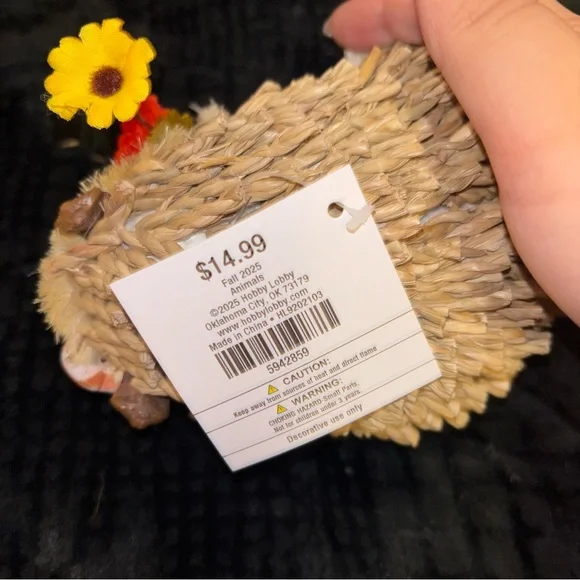 $14.99
Fall 2025
Animals
©2025 Hobby Lobby
Oklahoma City, OK 73179
www.hobbylobby.com
Made in China • HL9202103
5942859
CAUTION:
Keep away from sources of heat and direct flame
WARNING:
CHOKING HAZARD-Small Parts.
Not for children under 3 years.
Decorative use only